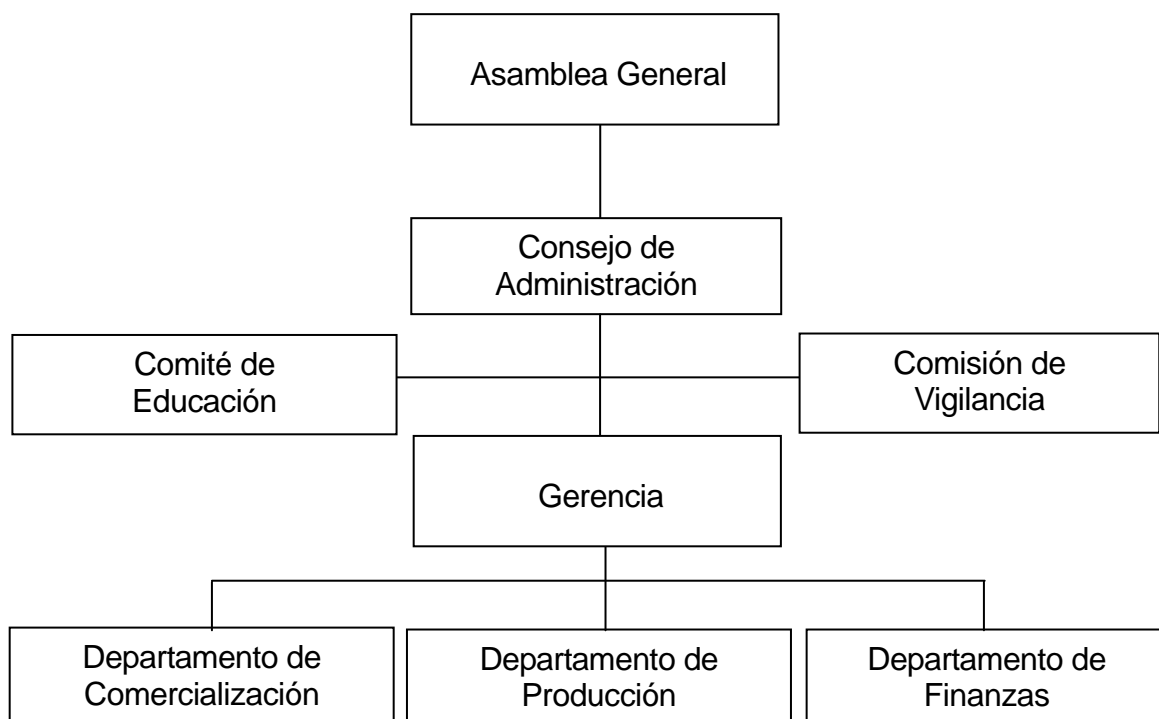 Asamblea General
Consejo de
Administración
Comité de
Educación
Comisión de
Vigilancia
Gerencia
Departamento de
Comercialización
Departamento de
Producción
Departamento de
Finanzas